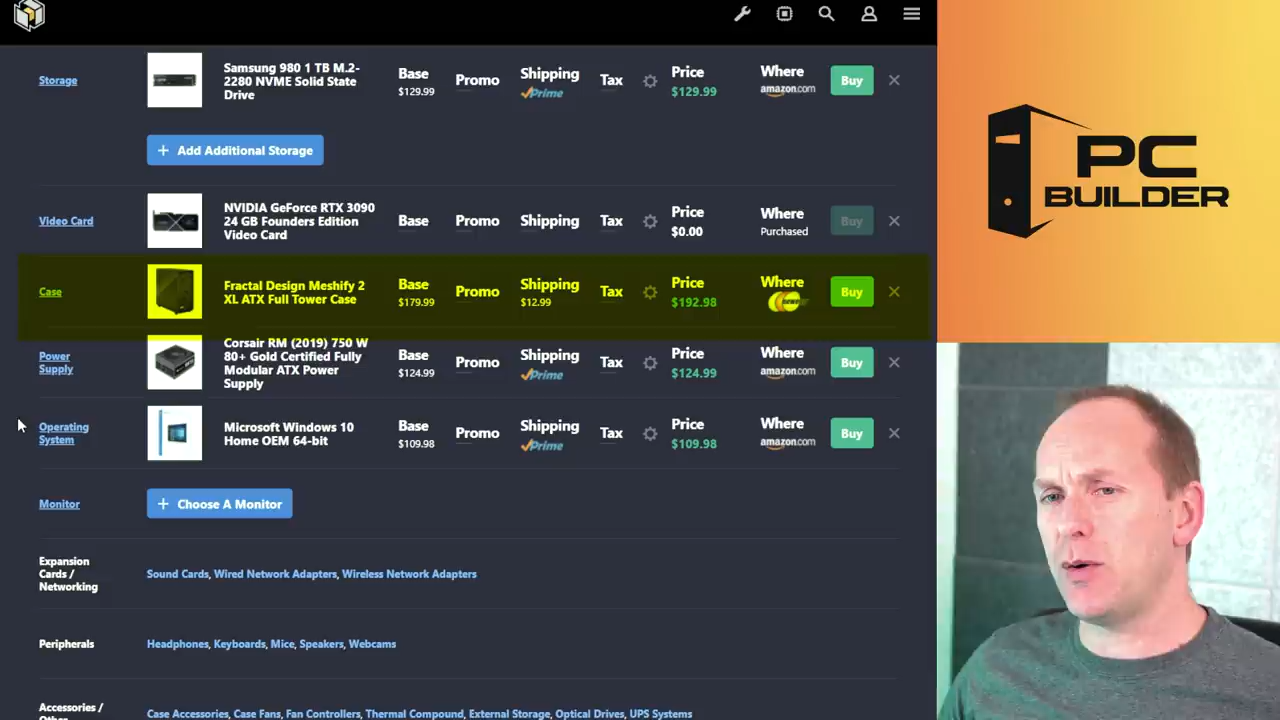 Storage
Samsung 980 1 TB M.2-
2280 NVME Solid State
Drive
Base
$129.99
Promo
Shipping
Prime
Tax
Price
$129.99
Where
amazon.com
Buy
+ Add Additional Storage
Video Card
NVIDIA GeForce RTX 3090
24 GB Founders Edition
Video Card
Base
Promo
Shipping
Tax
Price
$0.00
Where
Purchased
Buy
Case
Fractal Design Meshify 2
XL ATX Full Tower Case
Base
$179.99
Promo
Shipping
$12.99
Tax
Price
$192.98
Where
Buy
Power
Supply
Corsair RM (2019) 750 W
80+ Gold Certified Fully
Modular ATX Power
Supply
Base
$124.99
Promo
Shipping
Prime
Tax
Price
$124.99
Where
amazon.com
Buy
Operating
System
Microsoft Windows 10
Home OEM 64-bit
Base
$109.98
Promo
Shipping
Prime
Tax
Price
$109.98
Where
amazon.com
Buy
Monitor
+ Choose A Monitor
Expansion
Cards /
Networking
Sound Cards, Wired Network Adapters, Wireless Network Adapters
Peripherals
Headphones, Keyboards, Mice, Speakers, Webcams
Accessories /
Other
Case Accessories, Case Fans, Fan Controllers, Thermal Compound, External Storage, Optical Drives, UPS Systems
PC
BUILDER